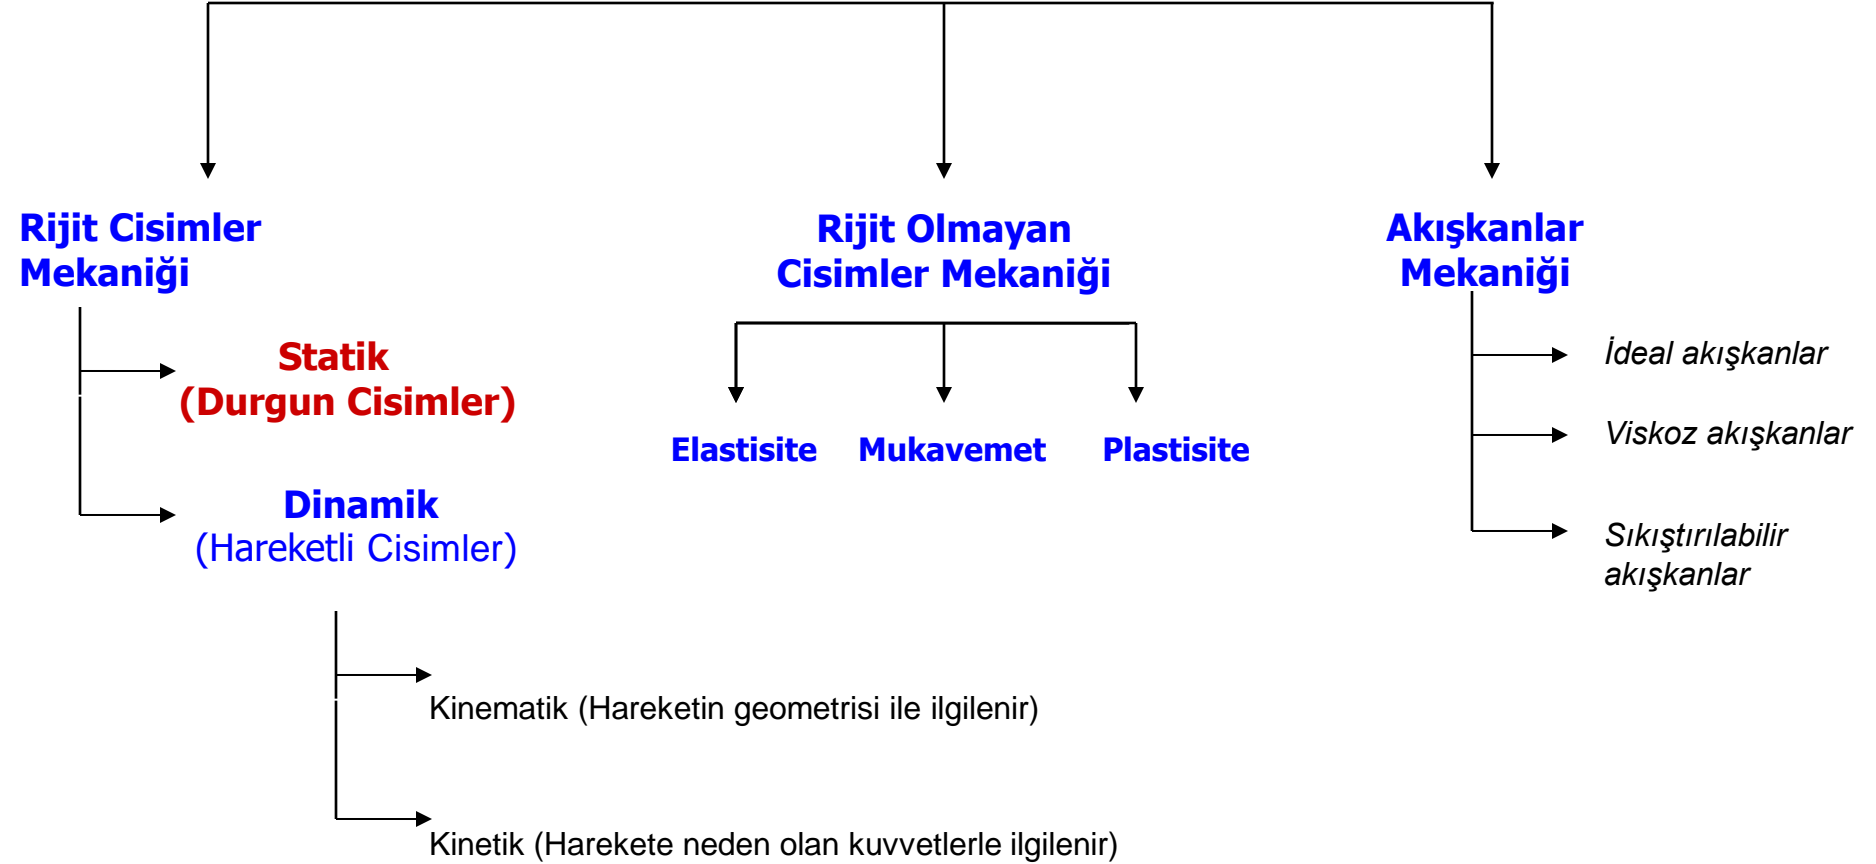 Rijit Cisimler
Mekaniği
Rijit Olmayan
Cisimler Mekaniği
Akışkanlar
Mekaniği
Statik
(Durgun Cisimler)
Dinamik
(Hareketli Cisimler)
Kinematik (Hareketin geometrisi ile ilgilenir)
Kinetik (Harekete neden olan kuvvetlerle ilgilenir)
Elastisite
Mukavemet
Plastisite
İdeal akışkanlar
Viskoz akışkanlar
Sıkıştırılabilir
akışkanlar